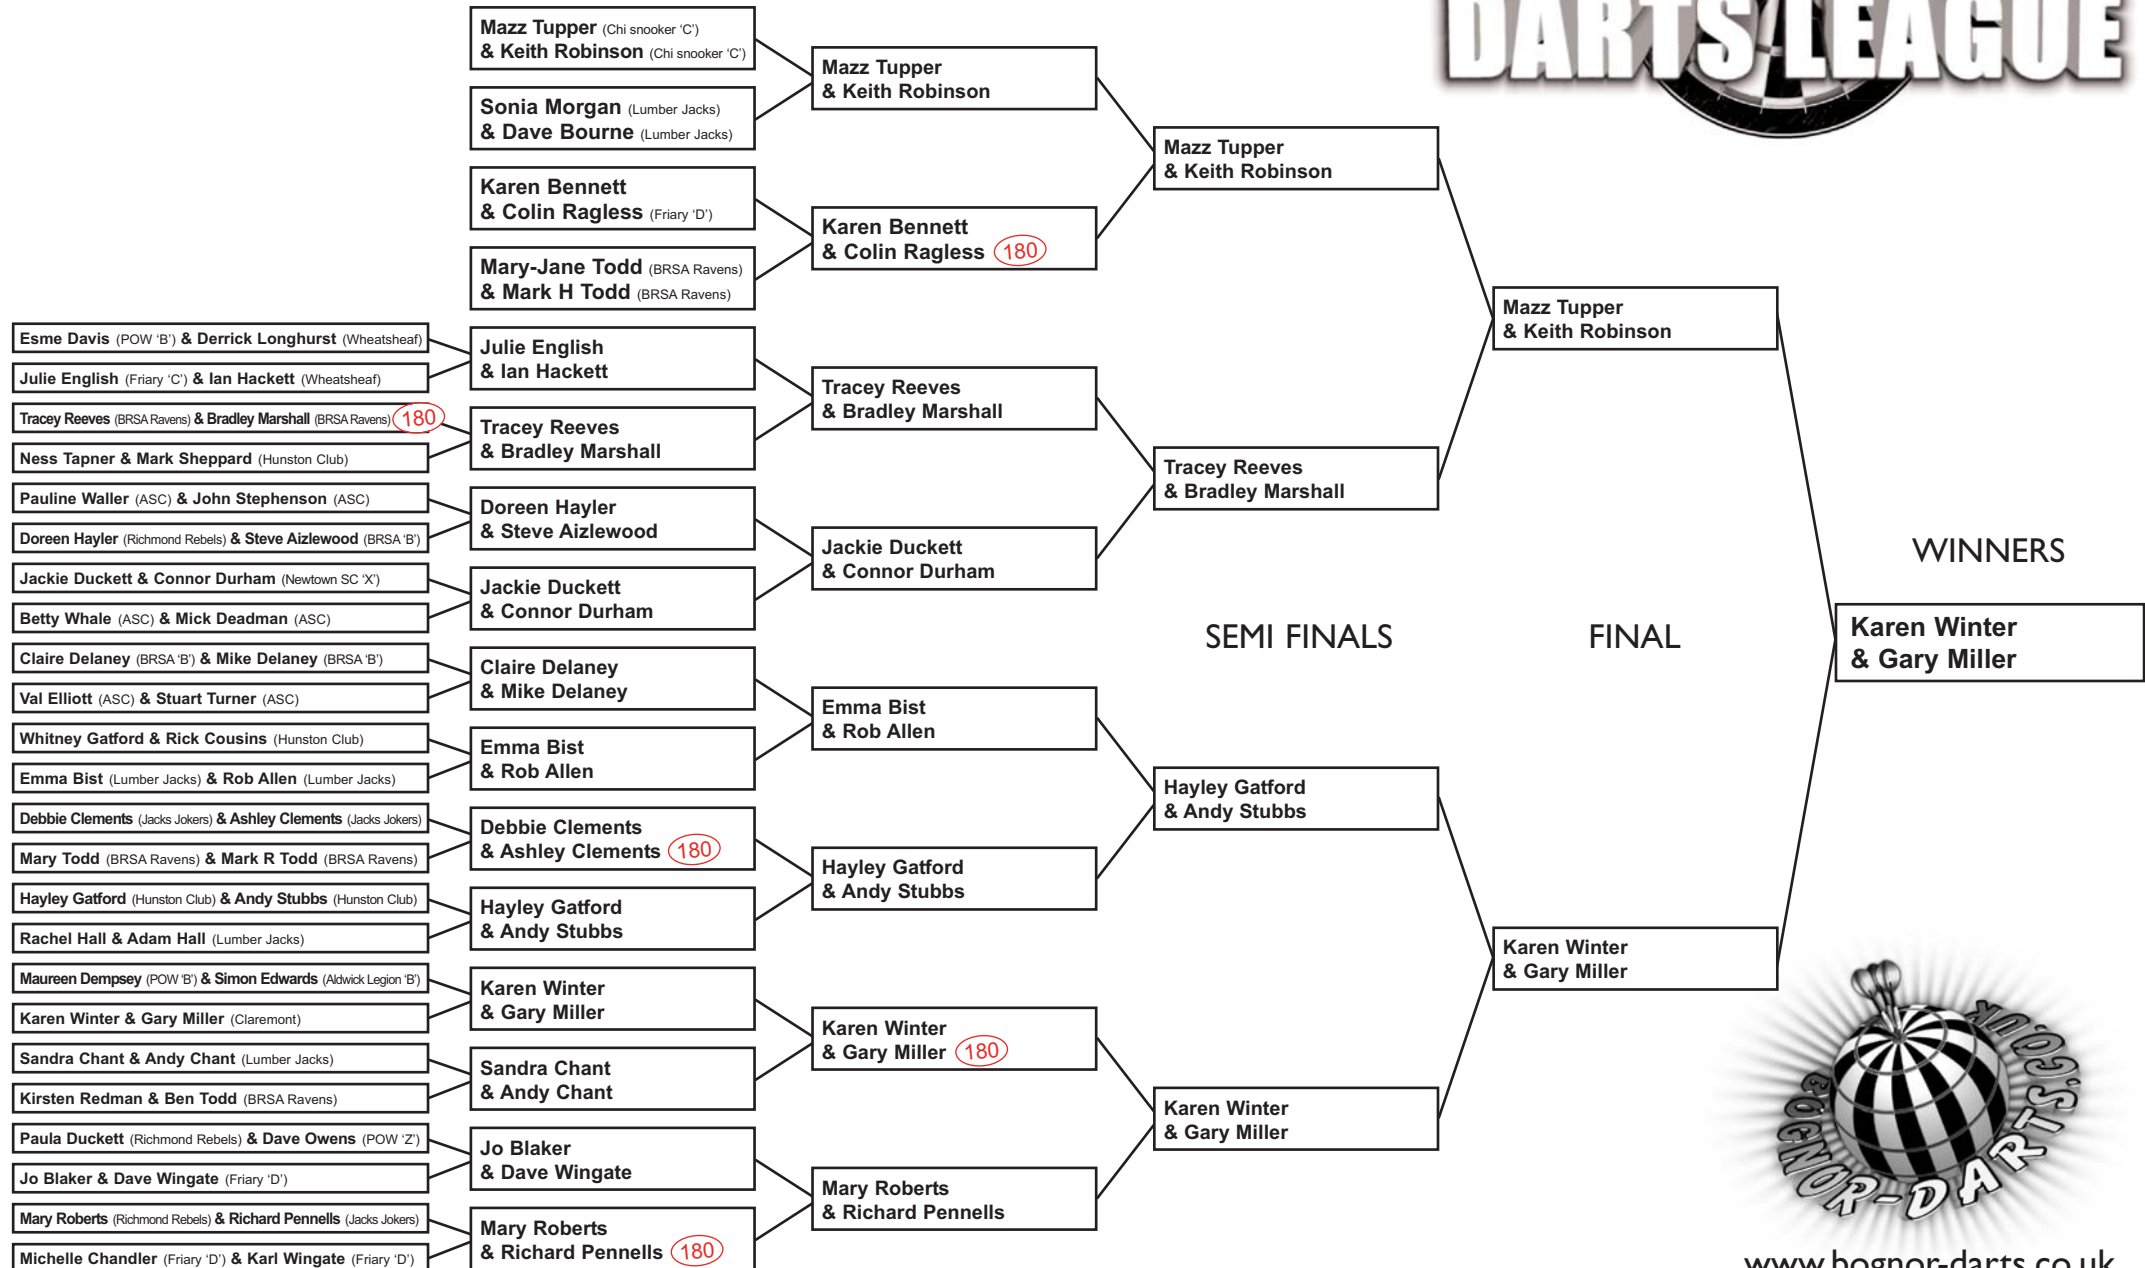 DARTS LEAGUE
Mazz Tupper (Chi snooker ‘C’)
& Keith Robinson (Chi snooker ‘C’)
Sonia Morgan (Lumber Jacks)
& Dave Bourne (Lumber Jacks)
Karen Bennett
& Colin Ragless (Friary ‘D’)
Mary-Jane Todd (BRSA Ravens)
& Mark H Todd (BRSA Ravens)
Esme Davis (POW ‘B’) & Derrick Longhurst (Wheatsheaf)
Julie English (Friary ‘C’) & Ian Hackett (Wheatsheaf)
Tracey Reeves (BRSA Ravens) & Bradley Marshall (BRSA Ravens) 180
Ness Tapner & Mark Sheppard (Hunston Club)
Pauline Waller (ASC) & John Stephenson (ASC)
Doreen Hayler (Richmond Rebels) & Steve Aizlewood (BRSA ‘B’)
Jackie Duckett & Connor Durham (Newtown SC ‘X’)
Betty Whale (ASC) & Mick Deadman (ASC)
Claire Delaney (BRSA ‘B’) & Mike Delaney (BRSA ‘B’)
Val Elliott (ASC) & Stuart Turner (ASC)
Whitney Gatford & Rick Cousins (Hunston Club)
Emma Bist (Lumber Jacks) & Rob Allen (Lumber Jacks)
Debbie Clements (Jacks Jokers) & Ashley Clements (Jacks Jokers)
Mary Todd (BRSA Ravens) & Mark R Todd (BRSA Ravens)
Hayley Gatford (Hunston Club) & Andy Stubbs (Hunston Club)
Rachel Hall & Adam Hall (Lumber Jacks)
Maureen Dempsey (POW ‘B’) & Simon Edwards (Aldwick Legion ‘B’)
Karen Winter & Gary Miller (Claremont)
Sandra Chant & Andy Chant (Lumber Jacks)
Kirsten Redman & Ben Todd (BRSA Ravens)
Paula Duckett (Richmond Rebels) & Dave Owens (POW ‘Z’)
Jo Blaker & Dave Wingate (Friary ‘D’)
Mary Roberts (Richmond Rebels) & Richard Pennells (Jacks Jokers)
Michelle Chandler (Friary ‘D’) & Karl Wingate (Friary ‘D’)
Julie English
& Ian Hackett
Tracey Reeves
& Bradley Marshall
Doreen Hayler
& Steve Aizlewood
Jackie Duckett
& Connor Durham
Claire Delaney
& Mike Delaney
Emma Bist
& Rob Allen
Debbie Clements
& Ashley Clements 180
Hayley Gatford
& Andy Stubbs
Karen Winter
& Gary Miller
Sandra Chant
& Andy Chant
Jo Blaker
& Dave Wingate
Mary Roberts
& Richard Pennells 180
Mazz Tupper
& Keith Robinson
Karen Bennett
& Colin Ragless 180
Tracey Reeves
& Bradley Marshall
Jackie Duckett
& Connor Durham
Emma Bist
& Rob Allen
Hayley Gatford
& Andy Stubbs
Karen Winter
& Gary Miller 180
Mary Roberts
& Richard Pennells
Mazz Tupper
& Keith Robinson
Tracey Reeves
& Bradley Marshall
SEMI FINALS
Hayley Gatford
& Andy Stubbs
Karen Winter
& Gary Miller
Mazz Tupper
& Keith Robinson
FINAL
Karen Winter
& Gary Miller
WINNERS
Karen Winter
& Gary Miller
BOGNOR-DARTS.CO.UK
www.bognor-darts.co.uk